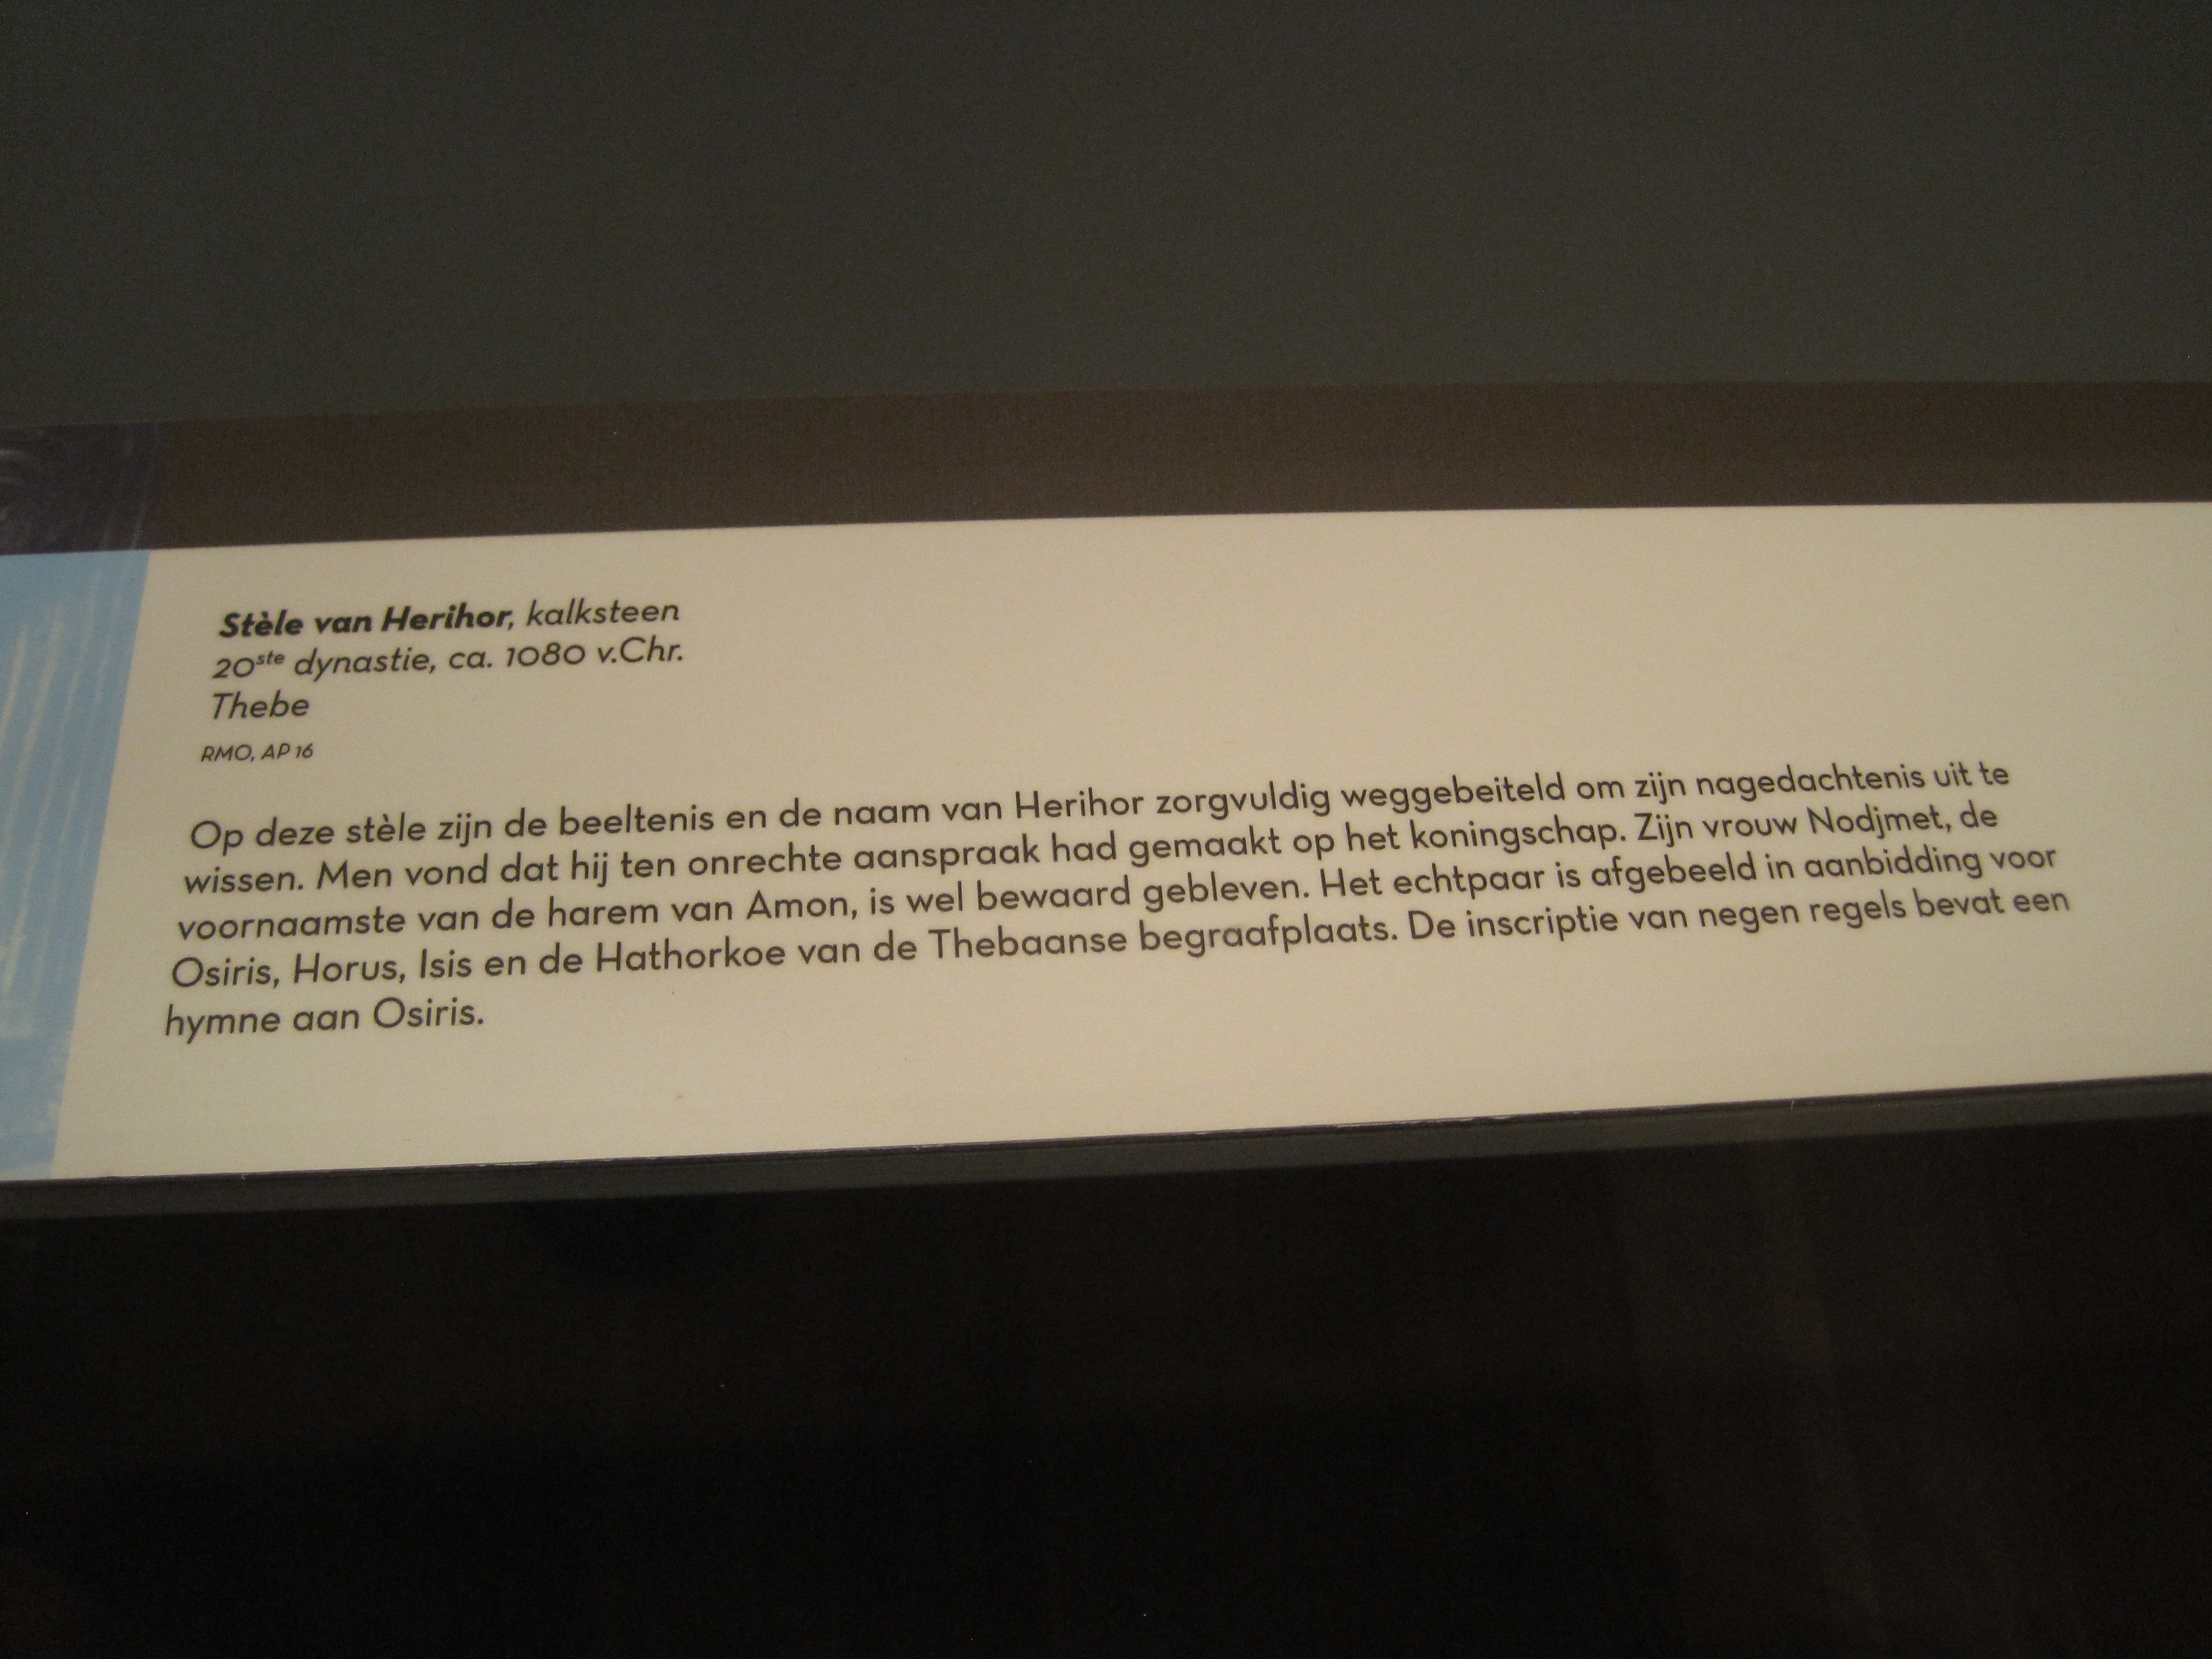 Stèle van Herihor, kalksteen
20ste dynastie, ca. 1080 v.Chr.
Thebe
RMO, AP 16
Op deze stèle zijn de beeltenis en de naam van Herihor zorgvuldig weggebeiteld om zijn nagedachtenis uit te
wissen. Men vond dat hij ten onrechte aanspraak had gemaakt op het koningschap. Zijn vrouw Nodjmet, de
voornaamste van de harem van Amon, is wel bewaard gebleven. Het echtpaar is afgebeeld in aanbidding voor
Osiris, Horus, Isis en de Hathorkoe van de Thebaanse begraafplaats. De inscriptie van negen regels bevat een
hymne aan Osiris.